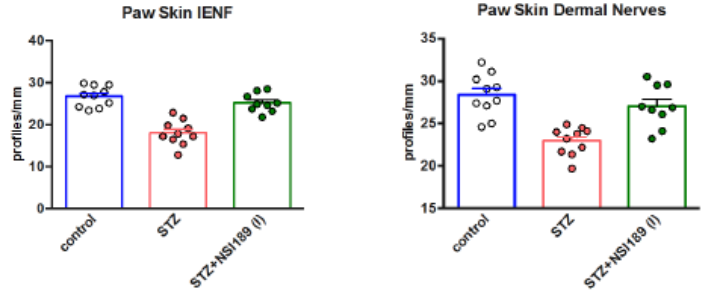 Paw Skin IENF
profiles/mm
40
30
20
10
0
control
STZ
STZ+NSI189 (I)
Paw Skin Dermal Nerves
profiles/mm
35
30
25
20
15
control
STZ
STZ+NSI189 (I)